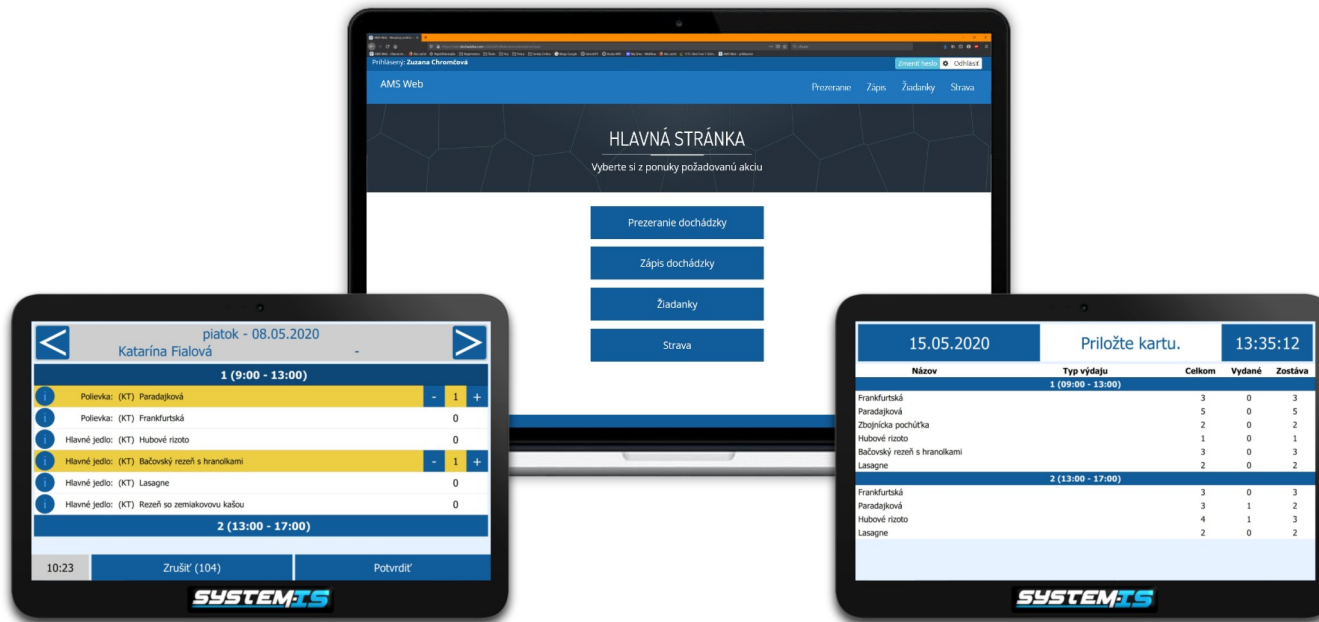 Prihlásený: Zuzana Chromčová
Zmeniť heslo
Odhlásiť
AMS Web
Prezeranie Zápis Žiadanky Strava
HLAVNÁ STRÁNKA
Vyberte si z ponuky požadovanú akciu
Prezeranie dochádzky
Zápis dochádzky
Žiadanky
Strava
<
piatok - 08.05.2020
>
Katarína Fialová -
1 (9:00 - 13:00)
i Polievka: (KT) Paradajková - 1 +
i Polievka: (KT) Frankfurtská 0
i Hlavné jedlo: (KT) Hubové rizoto 0
i Hlavné jedlo: (KT) Bačovský rezeň s hranolkami - 1 +
i Hlavné jedlo: (KT) Lasagne 0
i Hlavné jedlo: (KT) Rezeň so zemiakovovu kašou 0
2 (13:00 - 17:00)
10:23 Zrušiť (104) Potvrdiť
SYSTEM-IS
15.05.2020 Priložte kartu. 13:35:12
Názov Typ výdaju Celkom Vydané Zostáva
1 (09:00 - 13:00)
Frankfurtská 3 0 3
Paradajková 5 0 5
Zbojnícka pochúťka 2 0 2
Hubové rizoto 1 0 1
Bačovský rezeň s hranolkami 3 0 3
Lasagne 2 0 2
2 (13:00 - 17:00)
Frankfurtská 3 0 3
Paradajková 3 1 2
Hubové rizoto 4 1 3
Lasagne 2 0 2
SYSTEM-IS